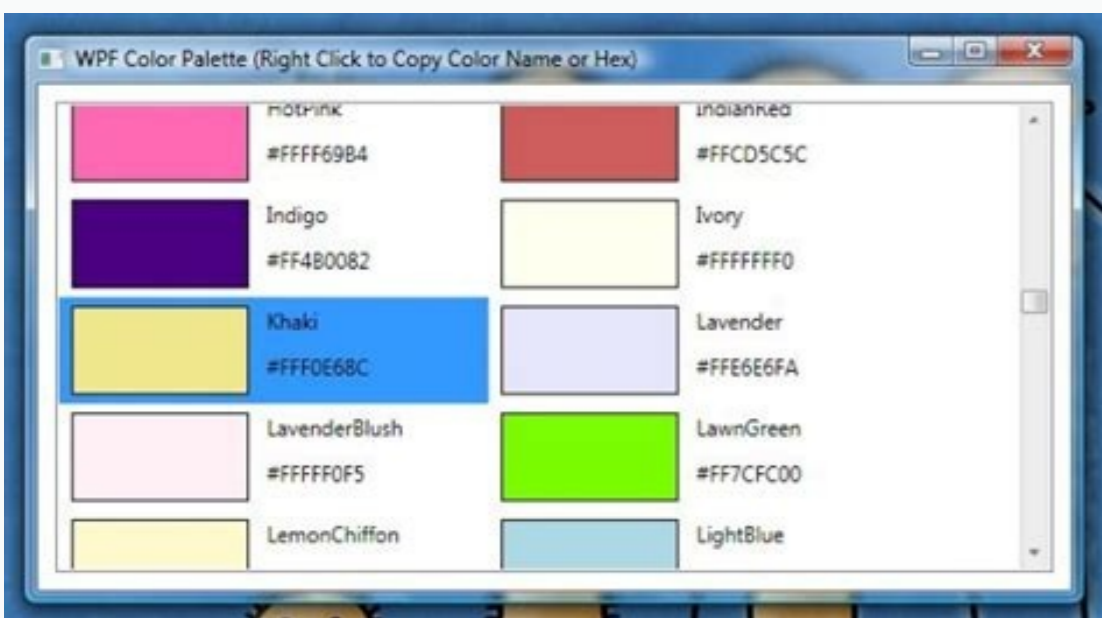 WPF Color Palette (Right Click to Copy Color Name or Hex)
HotPink
#FFFF69B4
IndianRed
#FFCD5C5C
Indigo
#FF4B0082
Ivory
#FFFFFFF0
Khaki
#FFF0E68C
Lavender
#FFE6E6FA
LavenderBlush
#FFFFF0F5
LawnGreen
#FF7CFC00
LemonChiffon
LightBlue